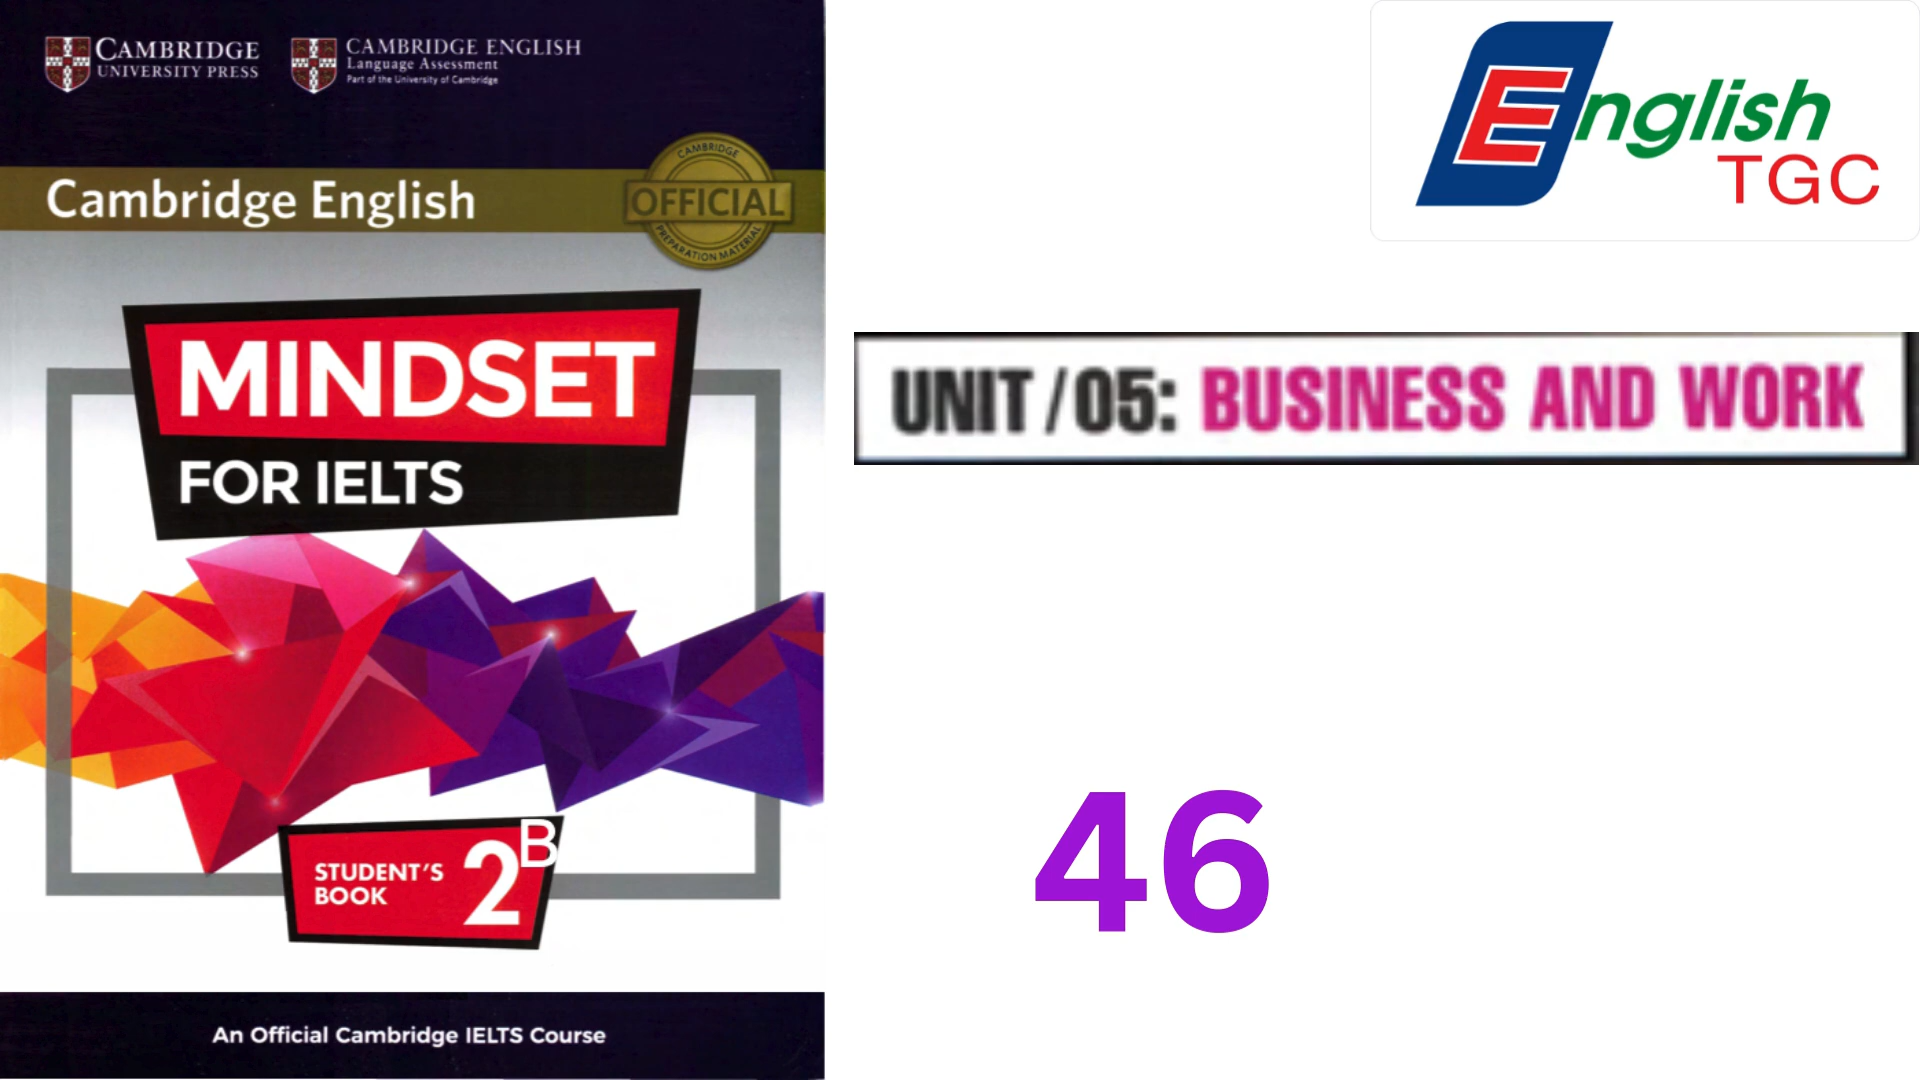 CAMBRIDGE
UNIVERSITY PRESS
CAMBRIDGE ENGLISH
Language Assessment
Part of the University of Cambridge
Cambridge English
CAMBRIDGE
OFFICIAL
PREPARATION MATERIAL
MINDSET
FOR IELTS
STUDENT'S
BOOK
2
B
An Official Cambridge IELTS Course
English
TGC
UNIT / 05: BUSINESS AND WORK
46